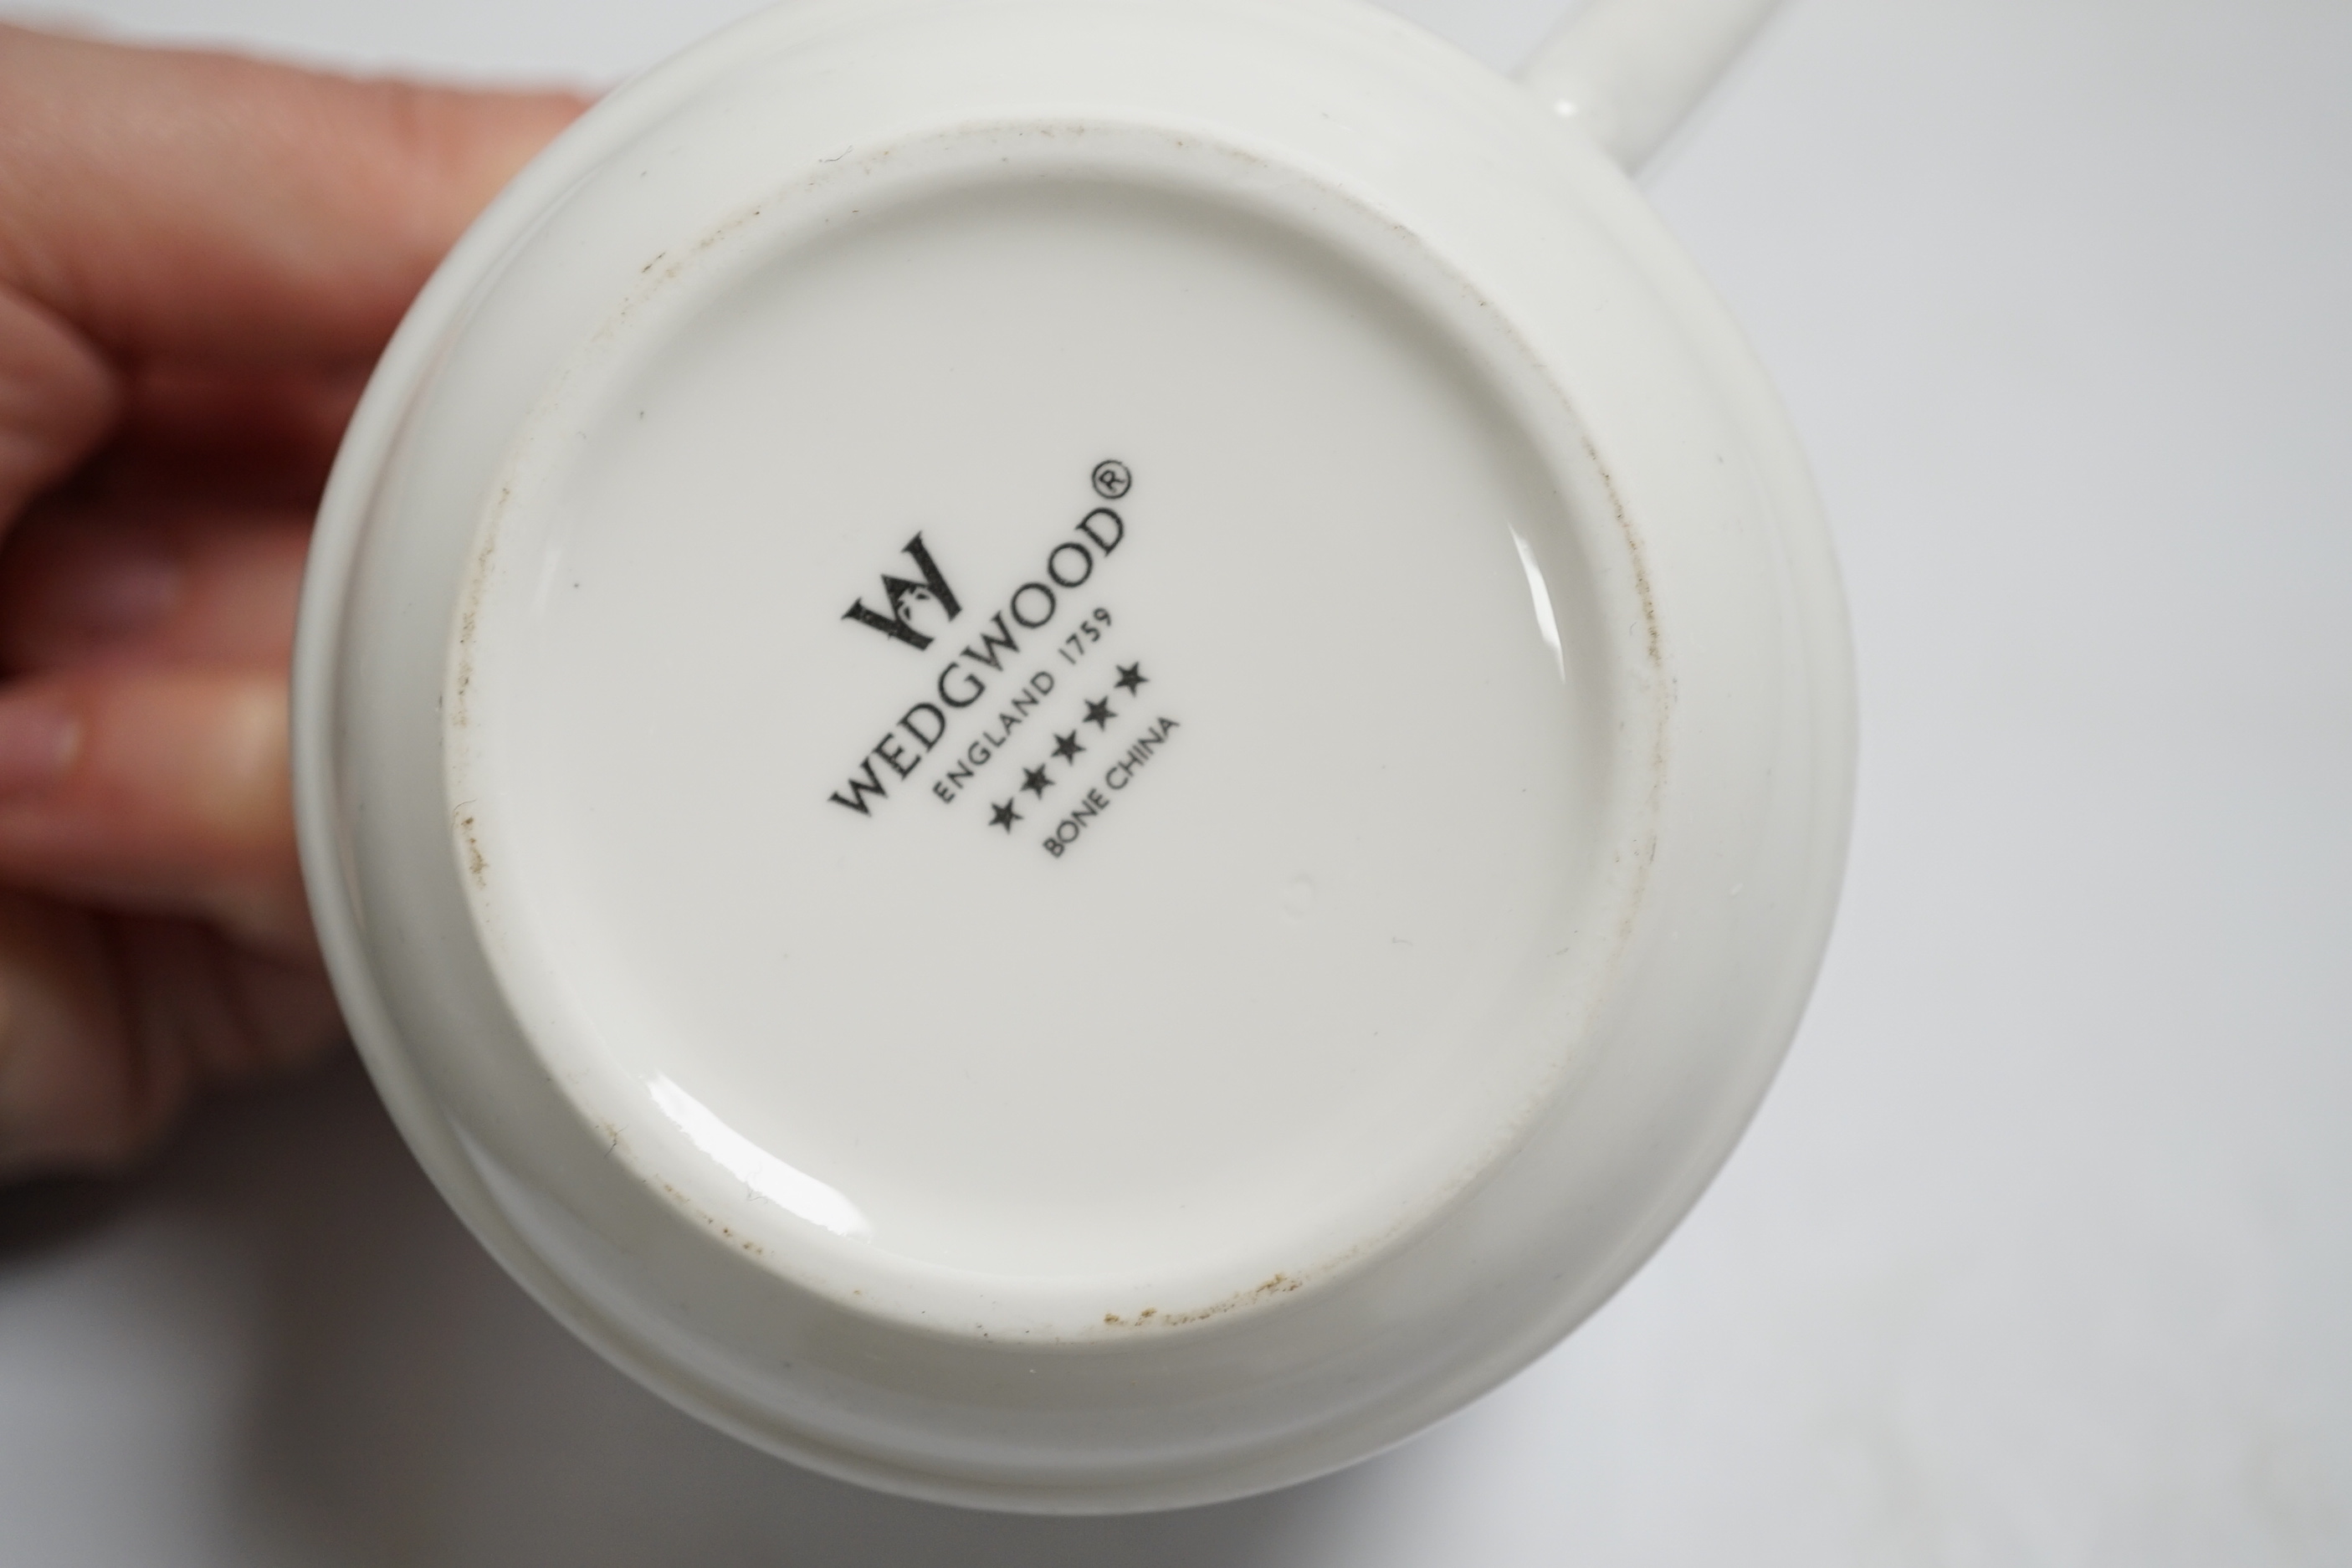 W
WEDGWOOD®
ENGLAND 1759
★★★★★
BONE CHINA